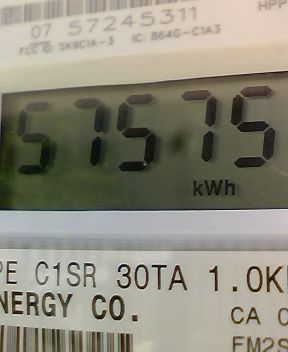 HPP
07 57245311
FCC ID: SK9C1A-3 IC: 864G-C1A3
57575
kWh
PE C1SR 30TA 1.0K
NERGY CO.
CA C
FM2S